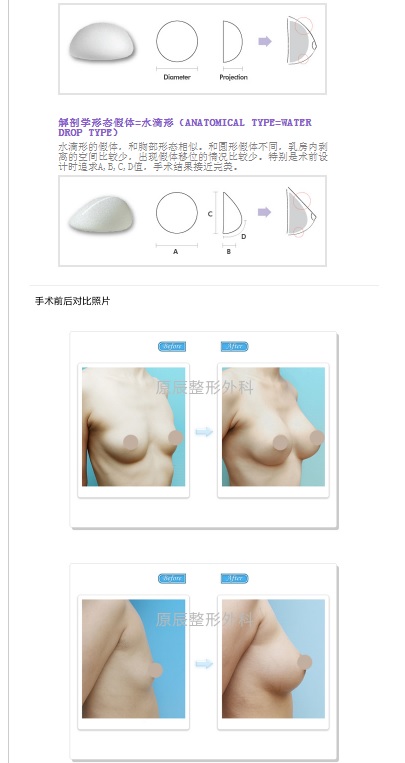 Diameter
Projection
解剖学形态假体=水滴形（ANATOMICAL TYPE=WATER
DROP TYPE）
水滴形的假体，和胸部形态相似。和圆形假体不同，乳房内剥
离的空间比较少，出现假体移位的情况比较少。特别是术前设
计时追求A,B,C,D值，手术结果接近完美。
C
D
A
B
手术前后对比照片
Before
After
原辰整形外科
Before
After
原辰整形外科